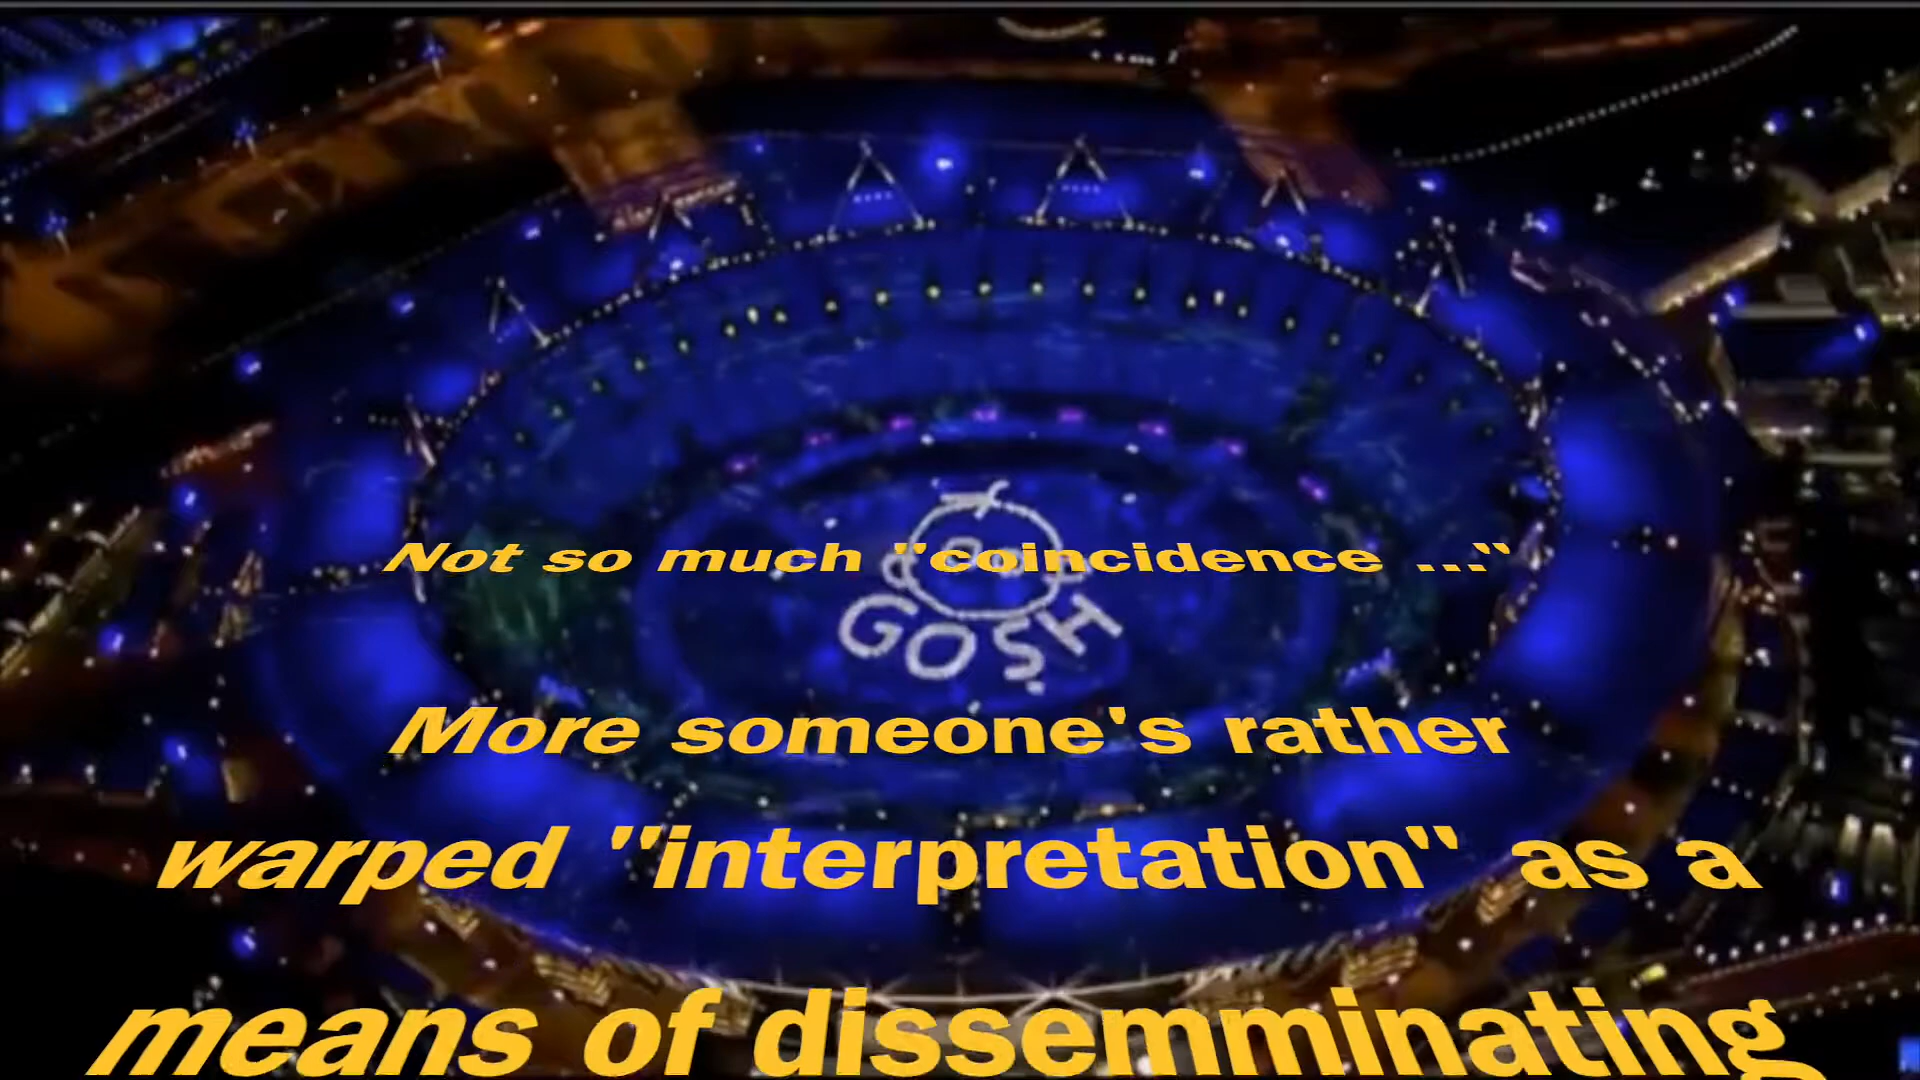 Not so much "coincidence ..."
GOSH
More someone's rather
warped "interpretation" as a
means of dissemminating